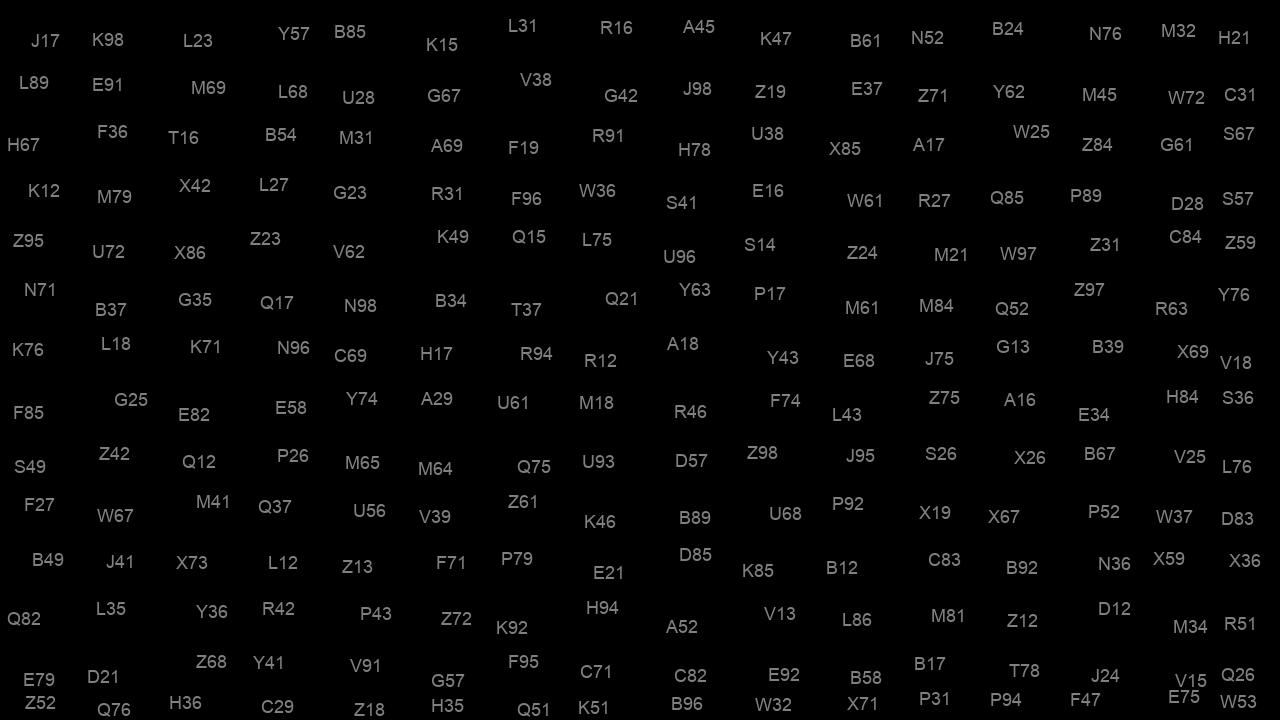 J17 K98 L23 Y57 B85 K15 L31 R16 A45 K47 B61 N52 B24 N76 M32 H21
L89 E91 M69 L68 U28 G67 V38 G42 J98 Z19 E37 Z71 Y62 M45 W72 C31
H67 F36 T16 B54 M31 A69 F19 R91 H78 U38 X85 A17 W25 Z84 G61 S67
K12 M79 X42 L27 G23 R31 F96 W36 S41 E16 W61 R27 Q85 P89 D28 S57
Z95 U72 X86 Z23 V62 K49 Q15 L75 U96 S14 Z24 M21 W97 Z31 C84 Z59
N71 B37 G35 Q17 N98 B34 T37 Q21 Y63 P17 M61 M84 Q52 Z97 R63 Y76
K76 L18 K71 N96 C69 H17 R94 R12 A18 Y43 E68 J75 G13 B39 X69 V18
F85 G25 E82 E58 Y74 A29 U61 M18 R46 F74 L43 Z75 A16 E34 H84 S36
S49 Z42 Q12 P26 M65 M64 Q75 U93 D57 Z98 J95 S26 X26 B67 V25 L76
F27 W67 M41 Q37 U56 V39 Z61 K46 B89 U68 P92 X19 X67 P52 W37 D83
B49 J41 X73 L12 Z13 F71 P79 E21 D85 K85 B12 C83 B92 N36 X59 X36
Q82 L35 Y36 R42 P43 Z72 K92 H94 A52 V13 L86 M81 Z12 D12 M34 R51
E79 D21 Z68 Y41 V91 G57 F95 C71 C82 E92 B58 B17 T78 J24 V15 Q26
Z52 Q76 H36 C29 Z18 H35 Q51 K51 B96 W32 X71 P31 P94 F47 E75 W53